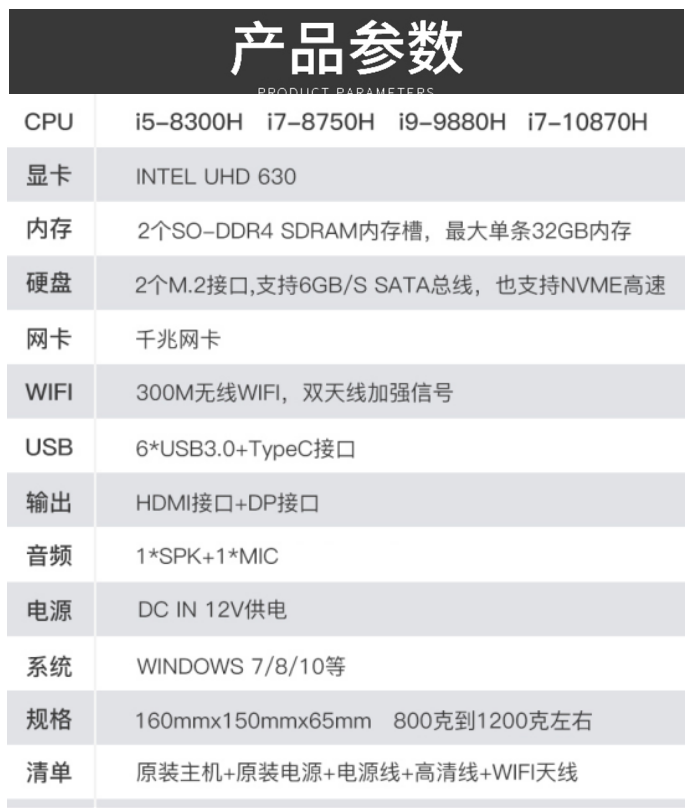 产品参数
PRODUCT PARAMETERS
CPU i5-8300H i7-8750H i9-9880H i7-10870H
显卡 INTEL UHD 630
内存 2个SO-DDR4 SDRAM内存槽，最大单条32GB内存
硬盘 2个M.2接口,支持6GB/S SATA总线，也支持NVME高速
网卡 千兆网卡
WIFI 300M无线WIFI，双天线加强信号
USB 6*USB3.0+TypeC接口
输出 HDMI接口+DP接口
音频 1*SPK+1*MIC
电源 DC IN 12V供电
系统 WINDOWS 7/8/10等
规格 160mmx150mmx65mm 800克到1200克左右
清单 原装主机+原装电源+电源线+高清线+WIFI天线